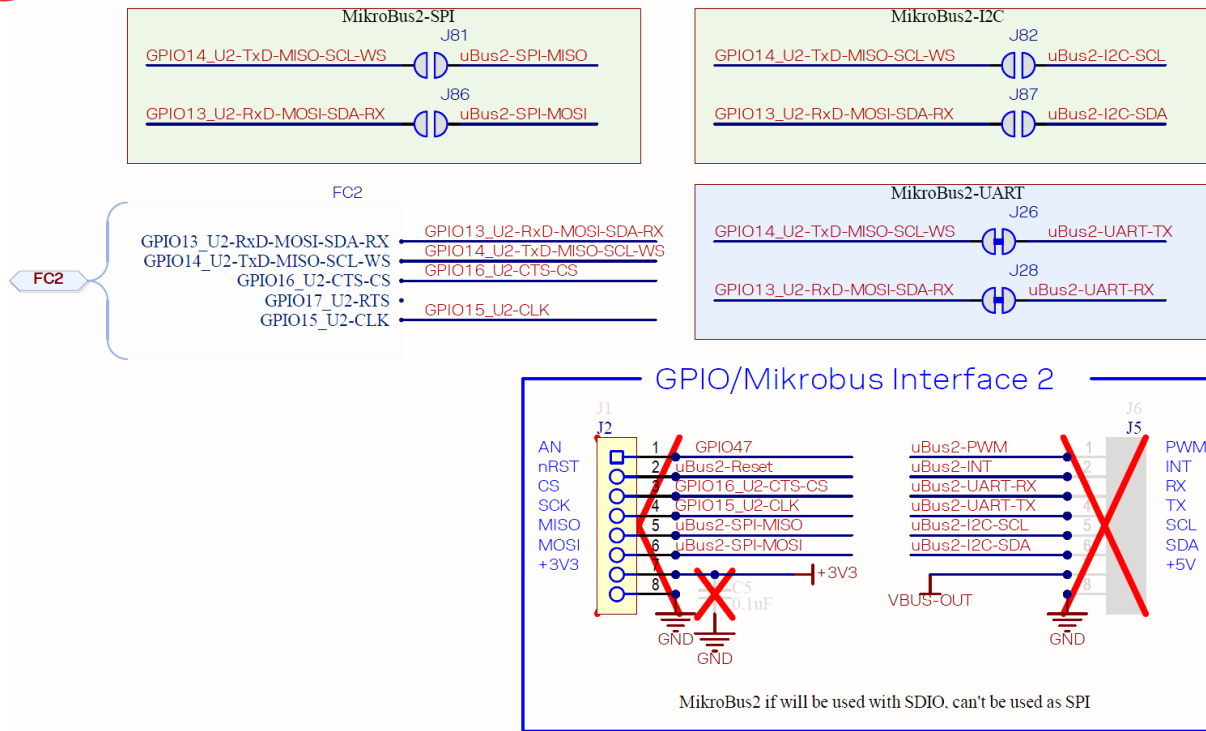 MikroBus2-SPI
J81
GPIO14_U2-TxD-MISO-SCL-WS uBus2-SPI-MISO
J86
GPIO13_U2-RxD-MOSI-SDA-RX uBus2-SPI-MOSI
MikroBus2-I2C
J82
GPIO14_U2-TxD-MISO-SCL-WS uBus2-I2C-SCL
J87
GPIO13_U2-RxD-MOSI-SDA-RX uBus2-I2C-SDA
FC2
FC2
GPIO13_U2-RxD-MOSI-SDA-RX GPIO13_U2-RxD-MOSI-SDA-RX
GPIO14_U2-TxD-MISO-SCL-WS GPIO14_U2-TxD-MISO-SCL-WS
GPIO16_U2-CTS-CS GPIO16_U2-CTS-CS
GPIO17_U2-RTS
GPIO15_U2-CLK GPIO15_U2-CLK
MikroBus2-UART
J26
GPIO14_U2-TxD-MISO-SCL-WS uBus2-UART-TX
J28
GPIO13_U2-RxD-MOSI-SDA-RX uBus2-UART-RX
GPIO/Mikrobus Interface 2
J1
J2
AN 1 GPIO47
nRST 2 uBus2-Reset
CS 3 GPIO16_U2-CTS-CS
SCK 4 GPIO15_U2-CLK
MISO 5 uBus2-SPI-MISO
MOSI 6 uBus2-SPI-MOSI
+3V3 7 +3V3
8
C5
0.1uF
GND
GND
J6
J5
uBus2-PWM 1 PWM
uBus2-INT 2 INT
uBus2-UART-RX RX
uBus2-UART-TX 4 TX
uBus2-I2C-SCL 5 SCL
uBus2-I2C-SDA 6 SDA
+5V
VBUS-OUT 8
GND
MikroBus2 if will be used with SDIO, can't be used as SPI